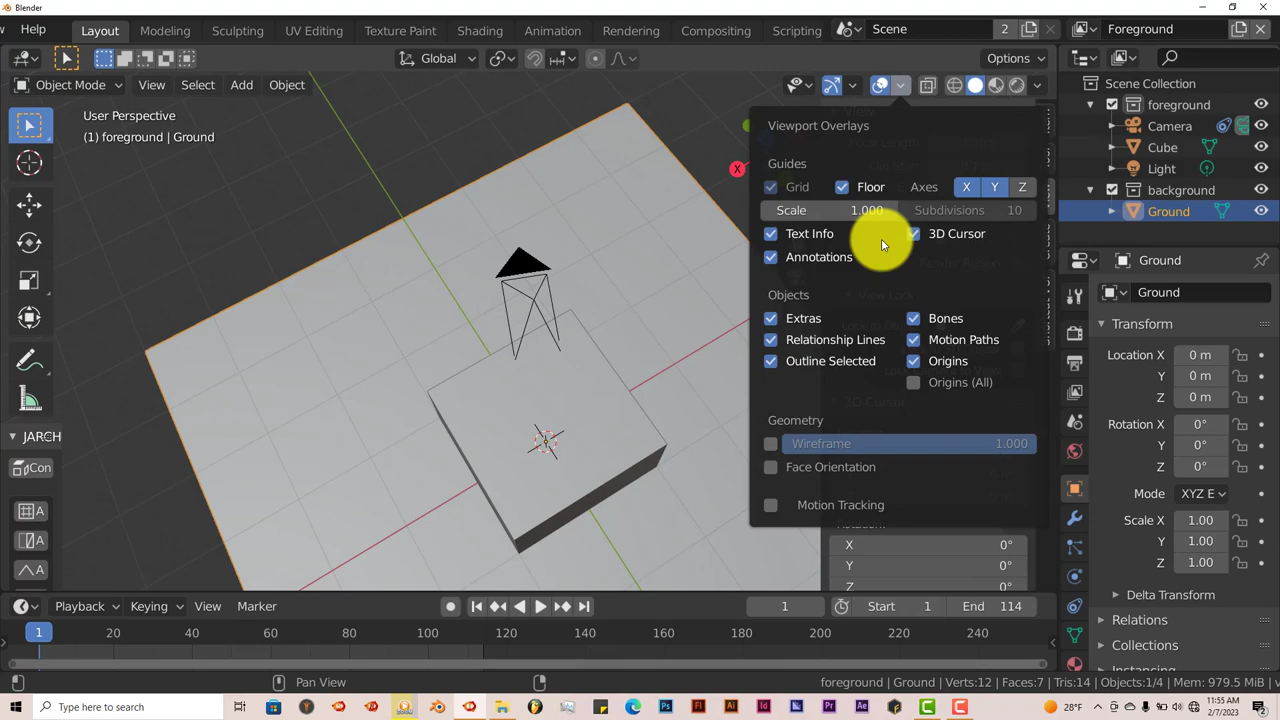 Blender
Help
Layout
Modeling
Sculpting
UV Editing
Texture Paint
Shading
Animation
Rendering
Compositing
Scripting
Scene
2
Foreground
Global
Options
Object Mode
View
Select
Add
Object
User Perspective
(1) foreground | Ground
X
Viewport Overlays
Guides
Grid
Floor
Axes
X
Y
Z
Scale 1.000
Subdivisions 10
Text Info
3D Cursor
Annotations
Objects
Extras
Bones
Relationship Lines
Motion Paths
Outline Selected
Origins
Origins (All)
Geometry
Wireframe 1.000
Face Orientation
Motion Tracking
X 0°
Y 0°
Z 0°
Scene Collection
foreground
Camera
Cube
Light
background
Ground
Ground
Ground
Transform
Location X 0 m
Y 0 m
Z 0 m
Rotation X 0°
Y 0°
Z 0°
Mode XYZ E
Scale X 1.00
Y 1.00
Z 1.00
Delta Transform
Relations
Collections
Instancing
JARCH
Con
A
A
A
Playback
Keying
View
Marker
1
Start 1
End 114
1 20 40 60 80 100 120 140 160 180 200 220 240
Pan View
foreground | Ground | Verts:12 | Faces:7 | Tris:14 | Objects:1/4 | Mem: 979.5 MiB | v
Type here to search
28°F
11:55 AM
2/7/2023